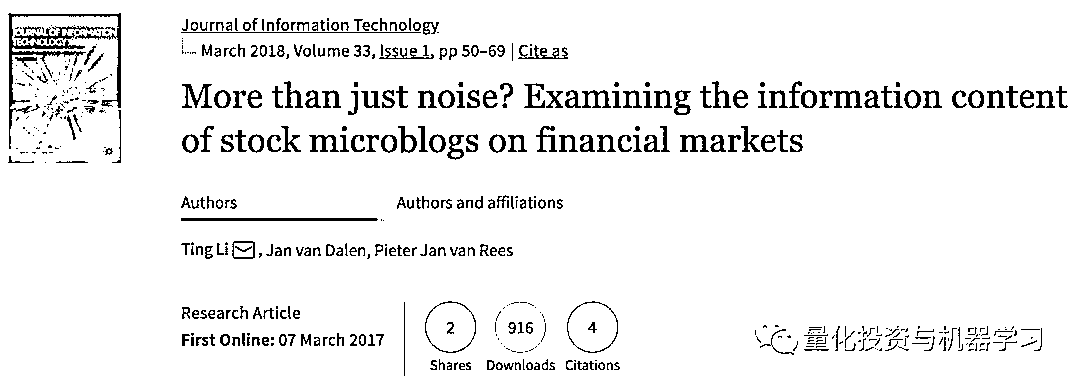 JOURNAL OF INFORMATION
TECHNOLOGY
Journal of Information Technology
March 2018, Volume 33, Issue 1, pp 50–69 | Cite as
More than just noise? Examining the information content
of stock microblogs on financial markets
Authors
Authors and affiliations
Ting Li, Jan van Dalen, Pieter Jan van Rees
Research Article
First Online: 07 March 2017
2
916
4
Shares
Downloads
Citations
量化投资与机器学习